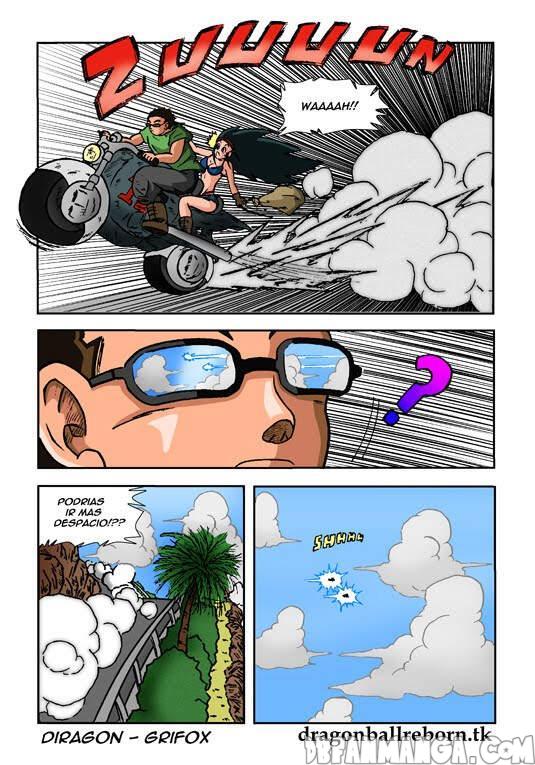 ZUUUUUN
WAAAAH!!
?
PODRIAS
IR MAS
DESPACIO!??
SHHHH
DIRAGON - GRIFOX
dragonballreborn.tk
DBFANMANGA.COM